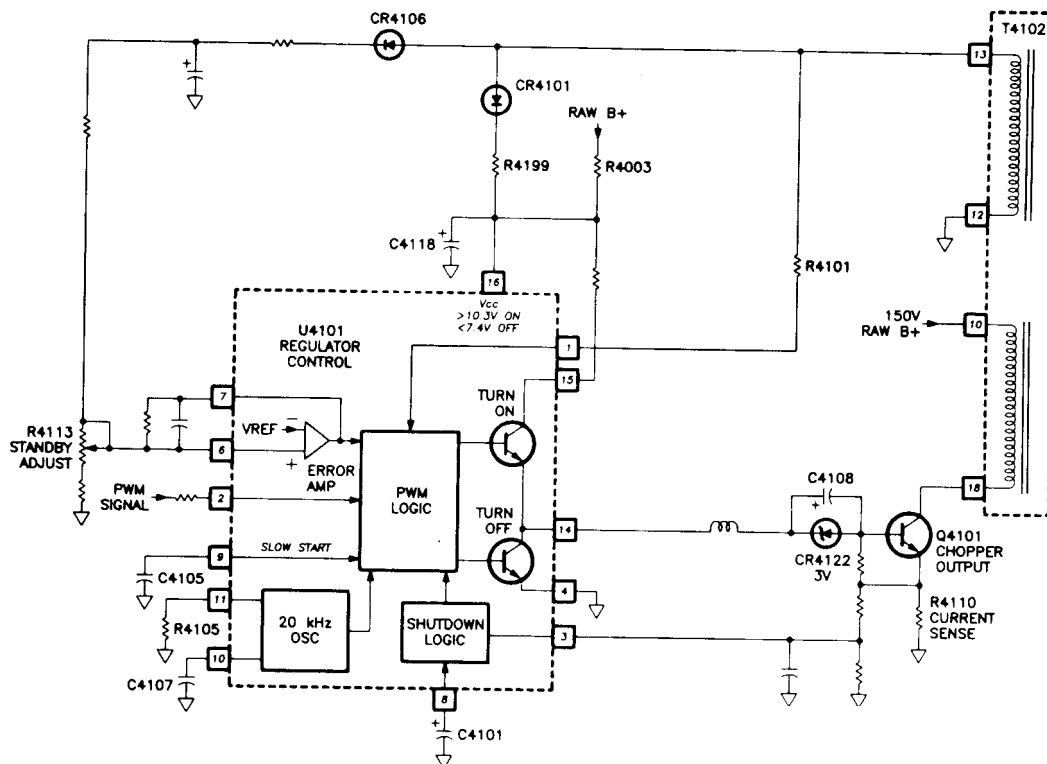 CR4106
T4102
13
CR4101
RAW B+
R4199
R4003
12
C4118
+
R4101
16
Vcc
>10.3V ON
<7.4V OFF
150V
RAW B+
10
U4101
REGULATOR
CONTROL
1
15
TURN
ON
7
VREF
−
+
ERROR
AMP
R4113
STANDBY
ADJUST
6
PWM
SIGNAL
2
PWM
LOGIC
TURN
OFF
14
C4108
+
18
CR4122
3V
Q4101
CHOPPER
OUTPUT
9
SLOW START
C4105
4
11
R4105
20 kHz
OSC
SHUTDOWN
LOGIC
3
R4110
CURRENT
SENSE
10
C4107
8
+
C4101
+